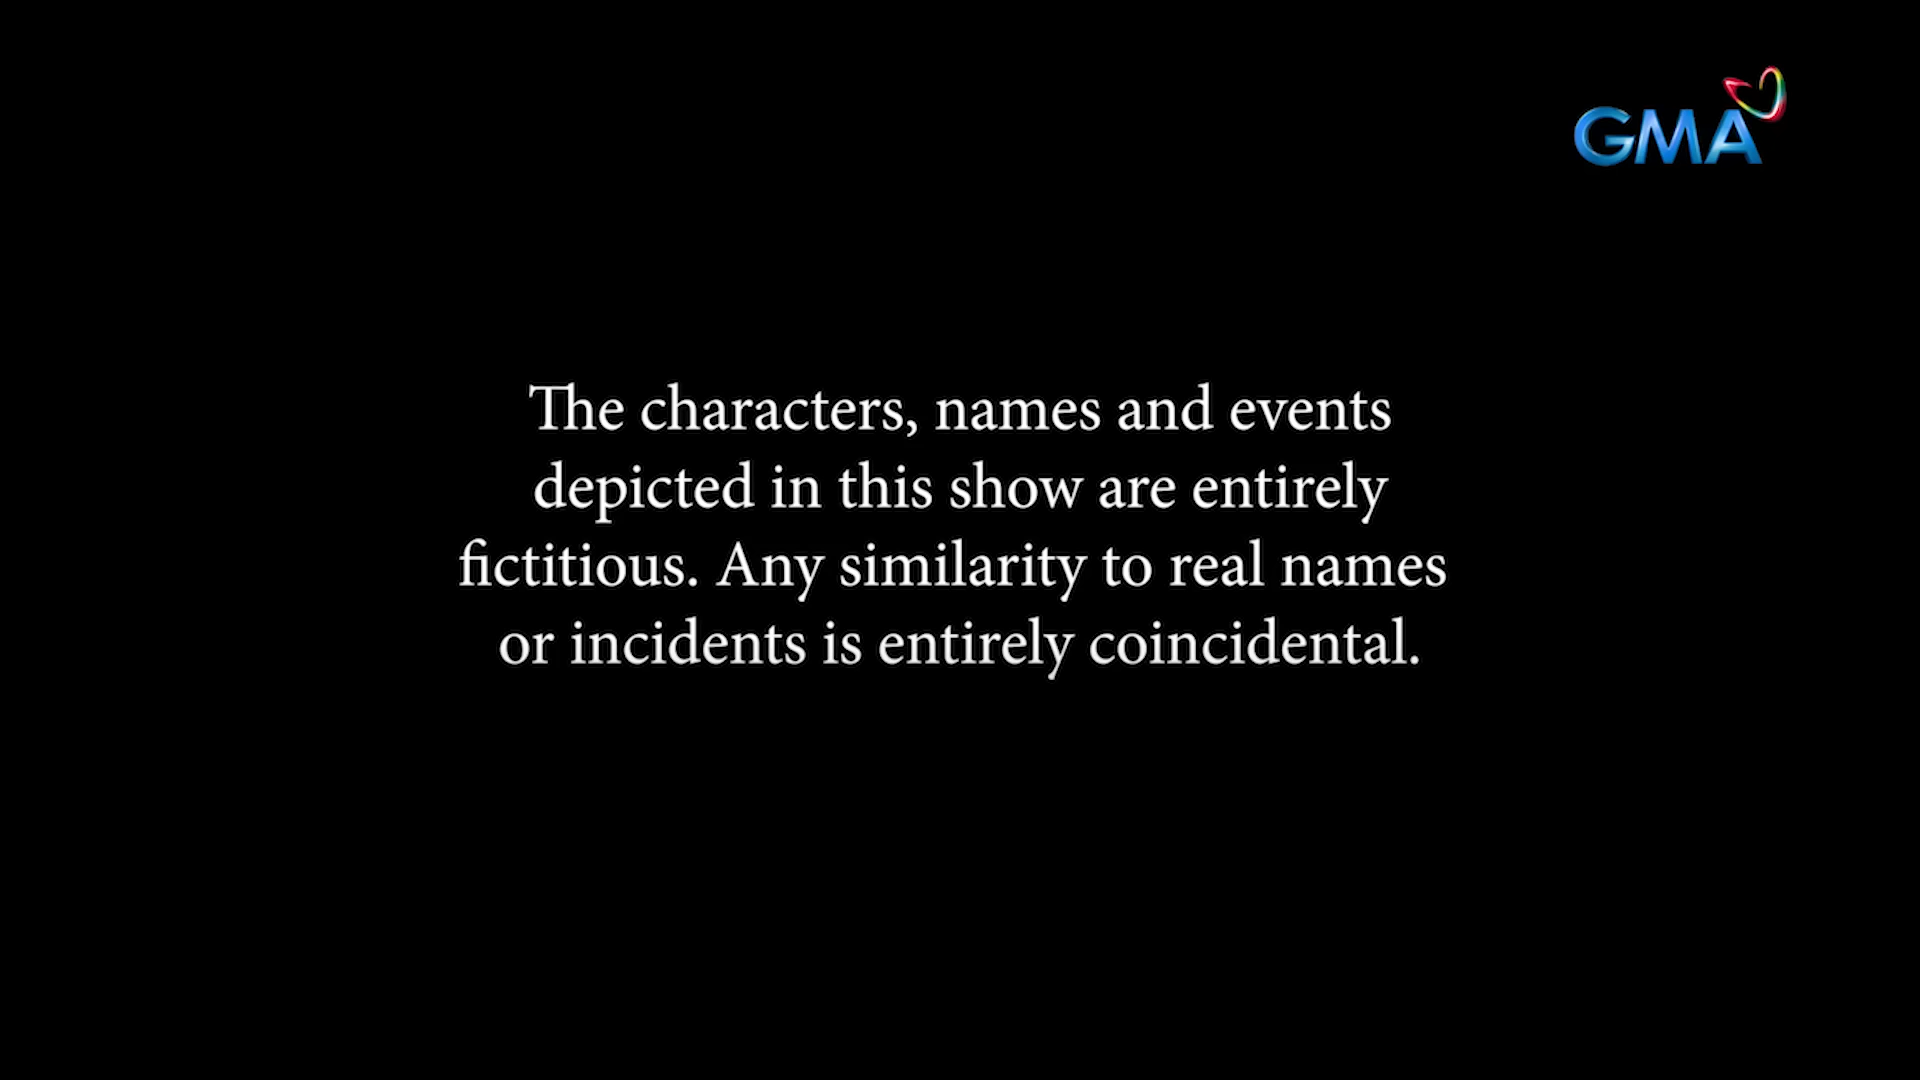 GMA
The characters, names and events
depicted in this show are entirely
fictitious. Any similarity to real names
or incidents is entirely coincidental.